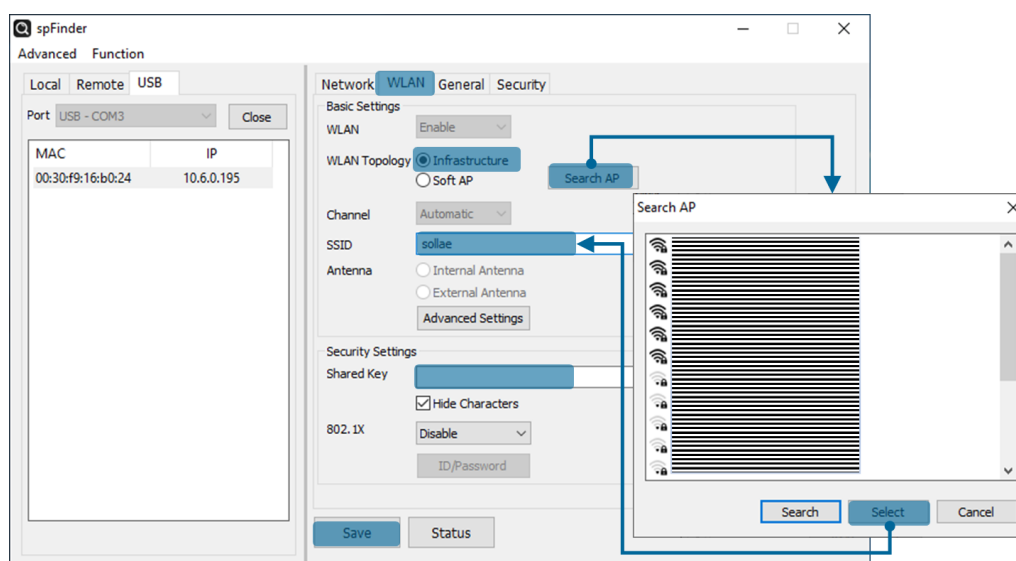 spFinder
Advanced Function
Local Remote USB
Port USB - COM3 Close
MAC IP
00:30:f9:16:b0:24 10.6.0.195
Network WLAN General Security
Basic Settings
WLAN Enable
WLAN Topology Infrastructure
Soft AP
Search AP
Channel Automatic
SSID sollae
Antenna Internal Antenna
External Antenna
Advanced Settings
Security Settings
Shared Key
Hide Characters
802.1X Disable
ID/Password
Save Status
Search AP
Search Select Cancel